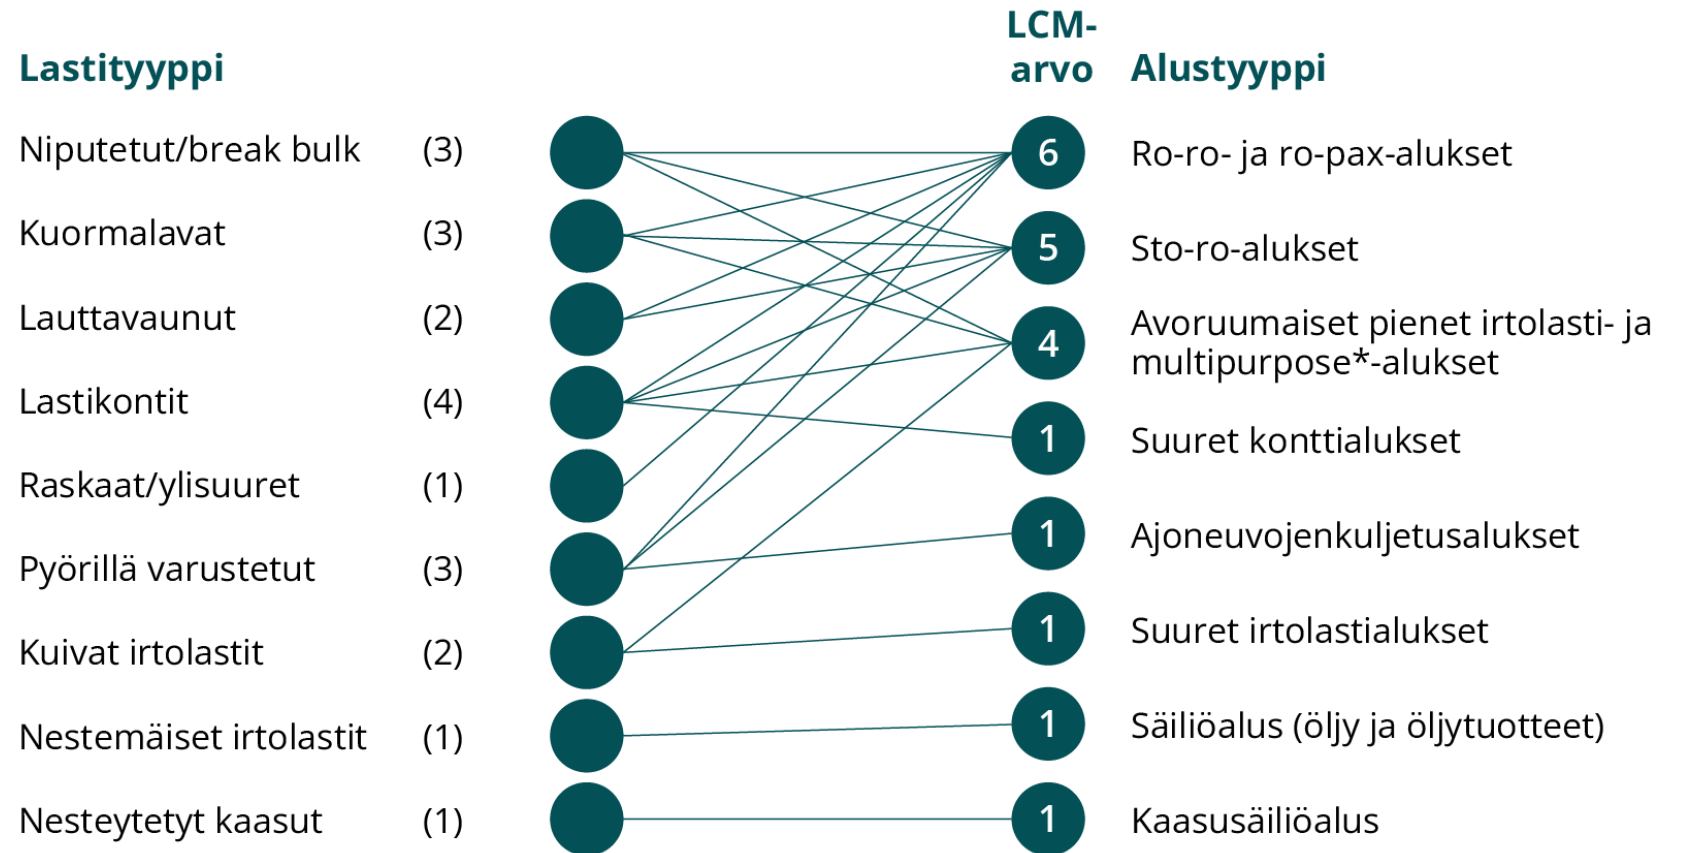 LCM-
arvo
Lastityyppi
Alustyyppi
Niputetut/break bulk (3)
6 Ro-ro- ja ro-pax-alukset
Kuormalavat (3)
5 Sto-ro-alukset
Lauttavaunut (2)
4 Avoruumaiset pienet irtolasti- ja
multipurpose*-alukset
Lastikontit (4)
1 Suuret konttialukset
Raskaat/ylisuuret (1)
1 Ajoneuvojenkuljetusalukset
Pyörillä varustetut (3)
1 Suuret irtolastialukset
Kuivat irtolastit (2)
1 Säiliöalus (öljy ja öljytuotteet)
Nestemäiset irtolastit (1)
Nesteytetyt kaasut (1)
1 Kaasusäiliöalus